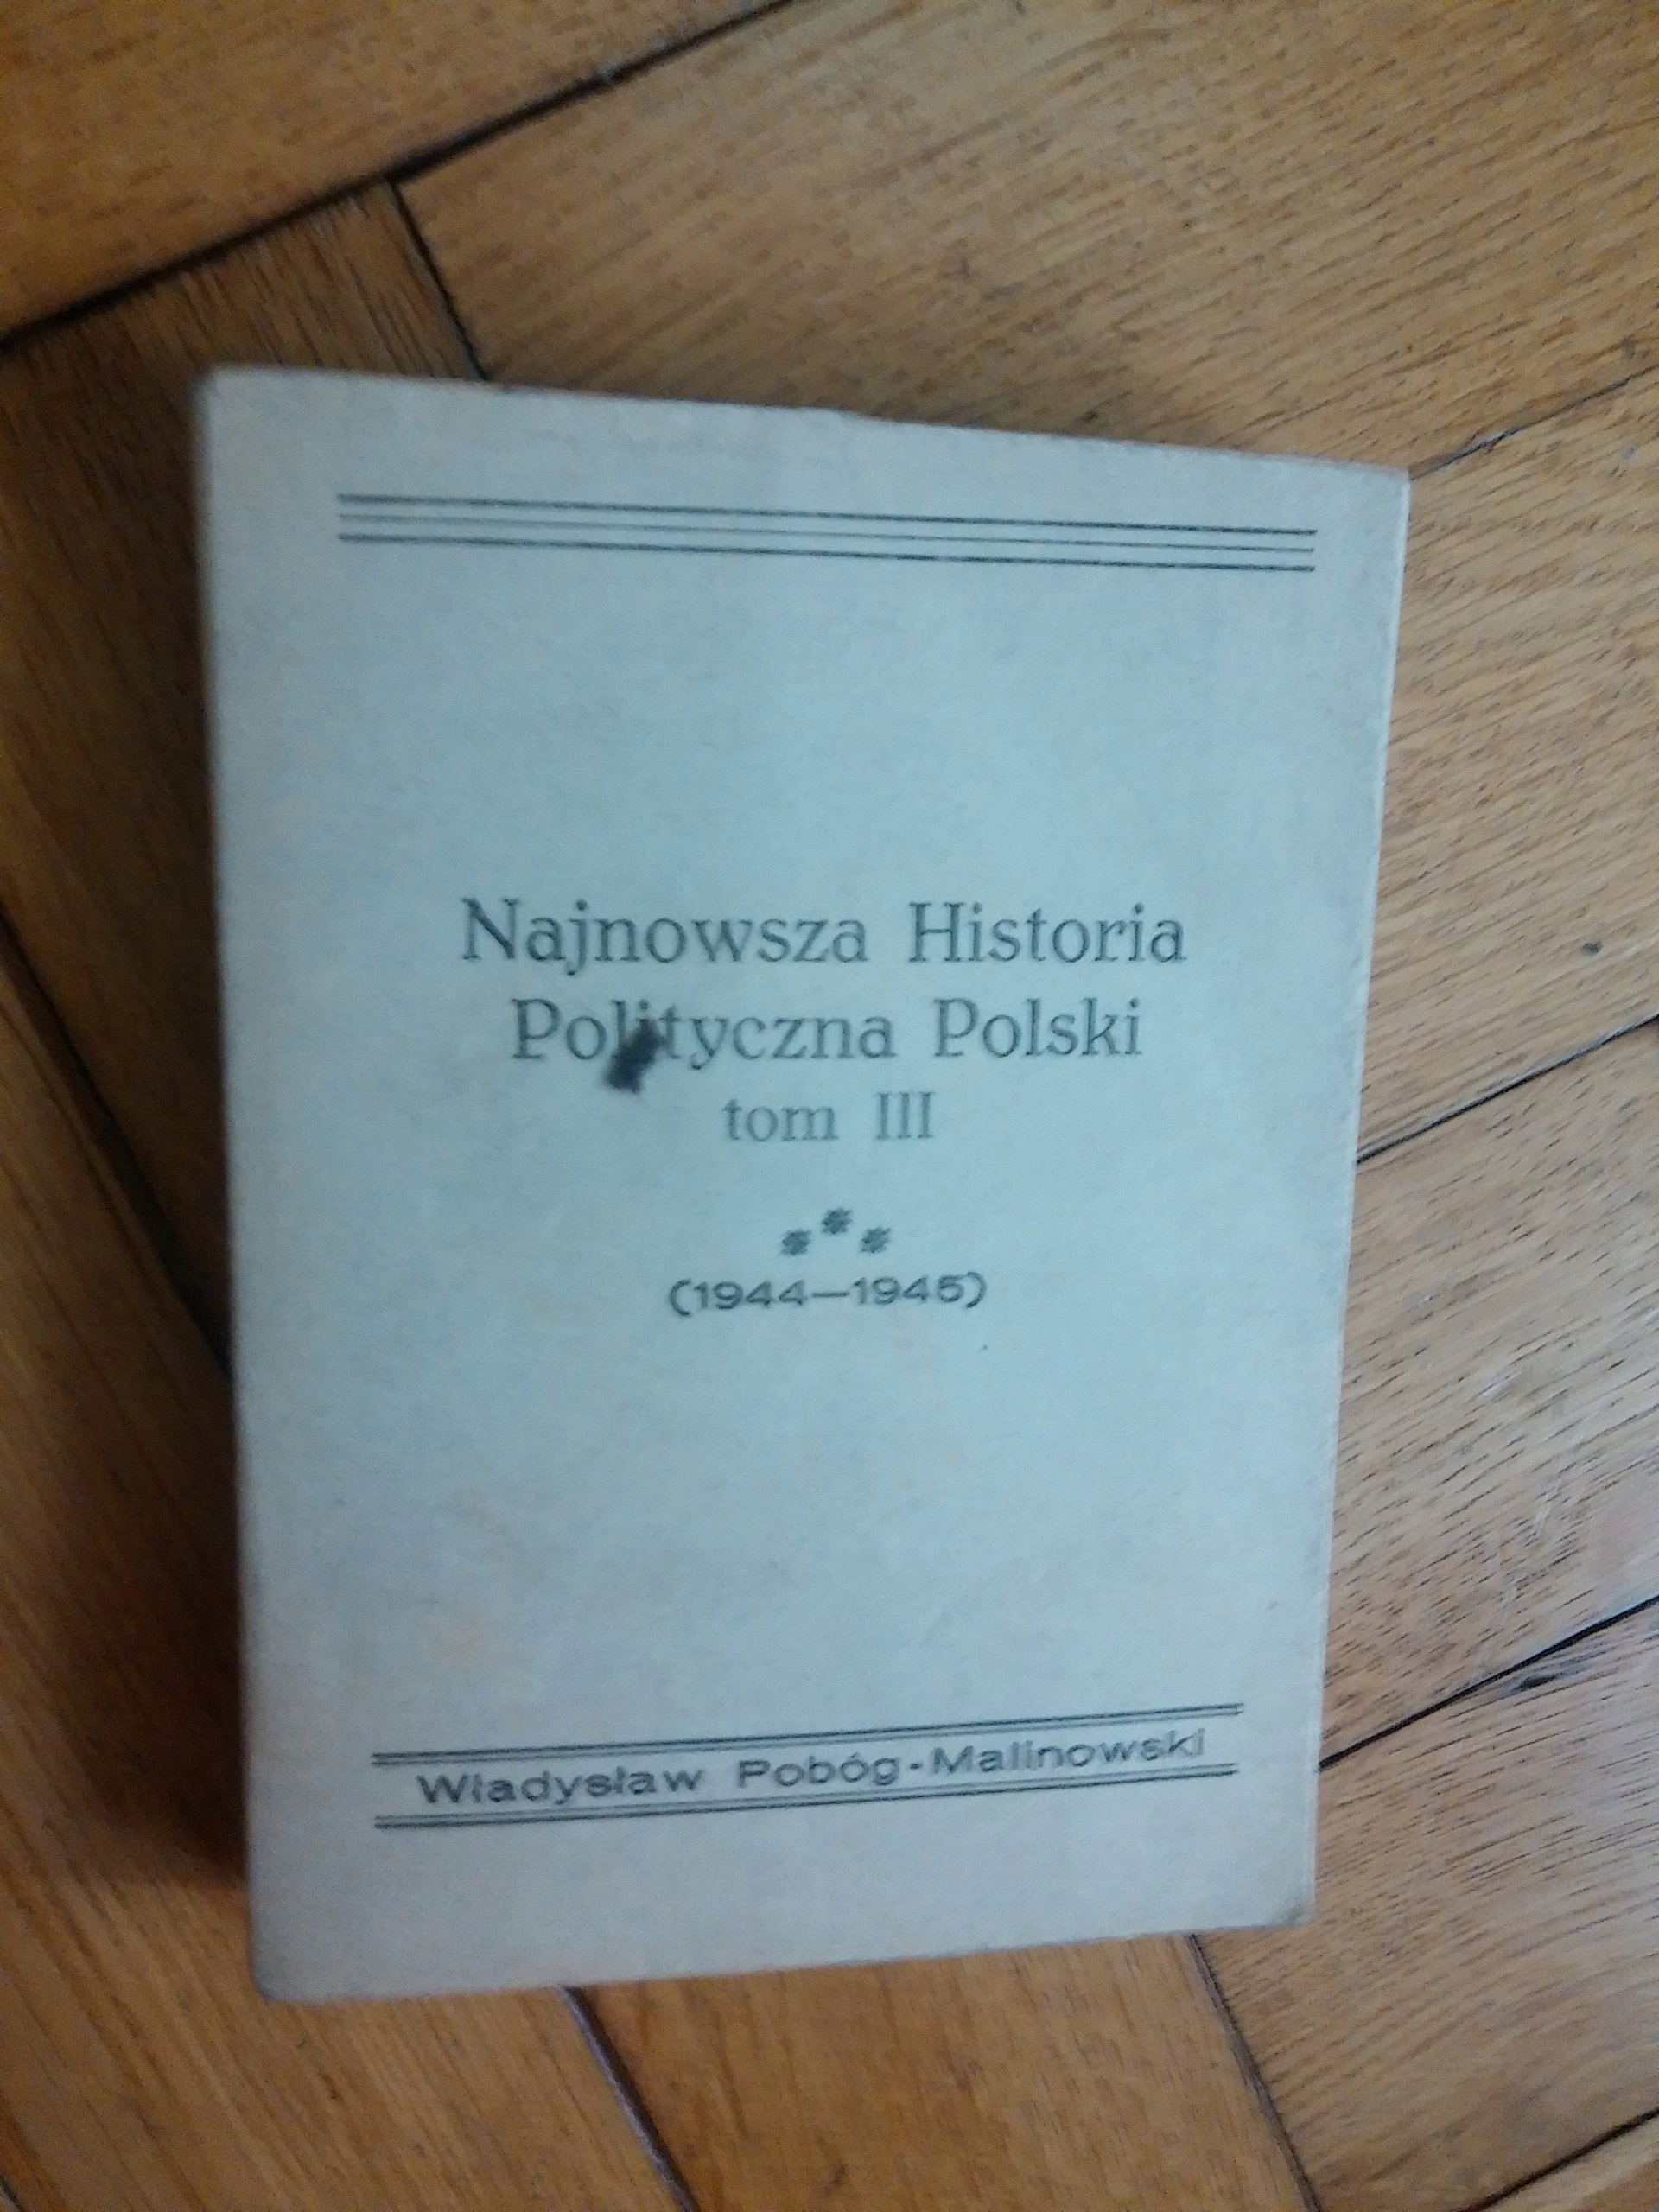 Najnowsza Historia
Polityczna Polski
tom III
***
(1944—1945)
Władysław Pobóg-Malinowski